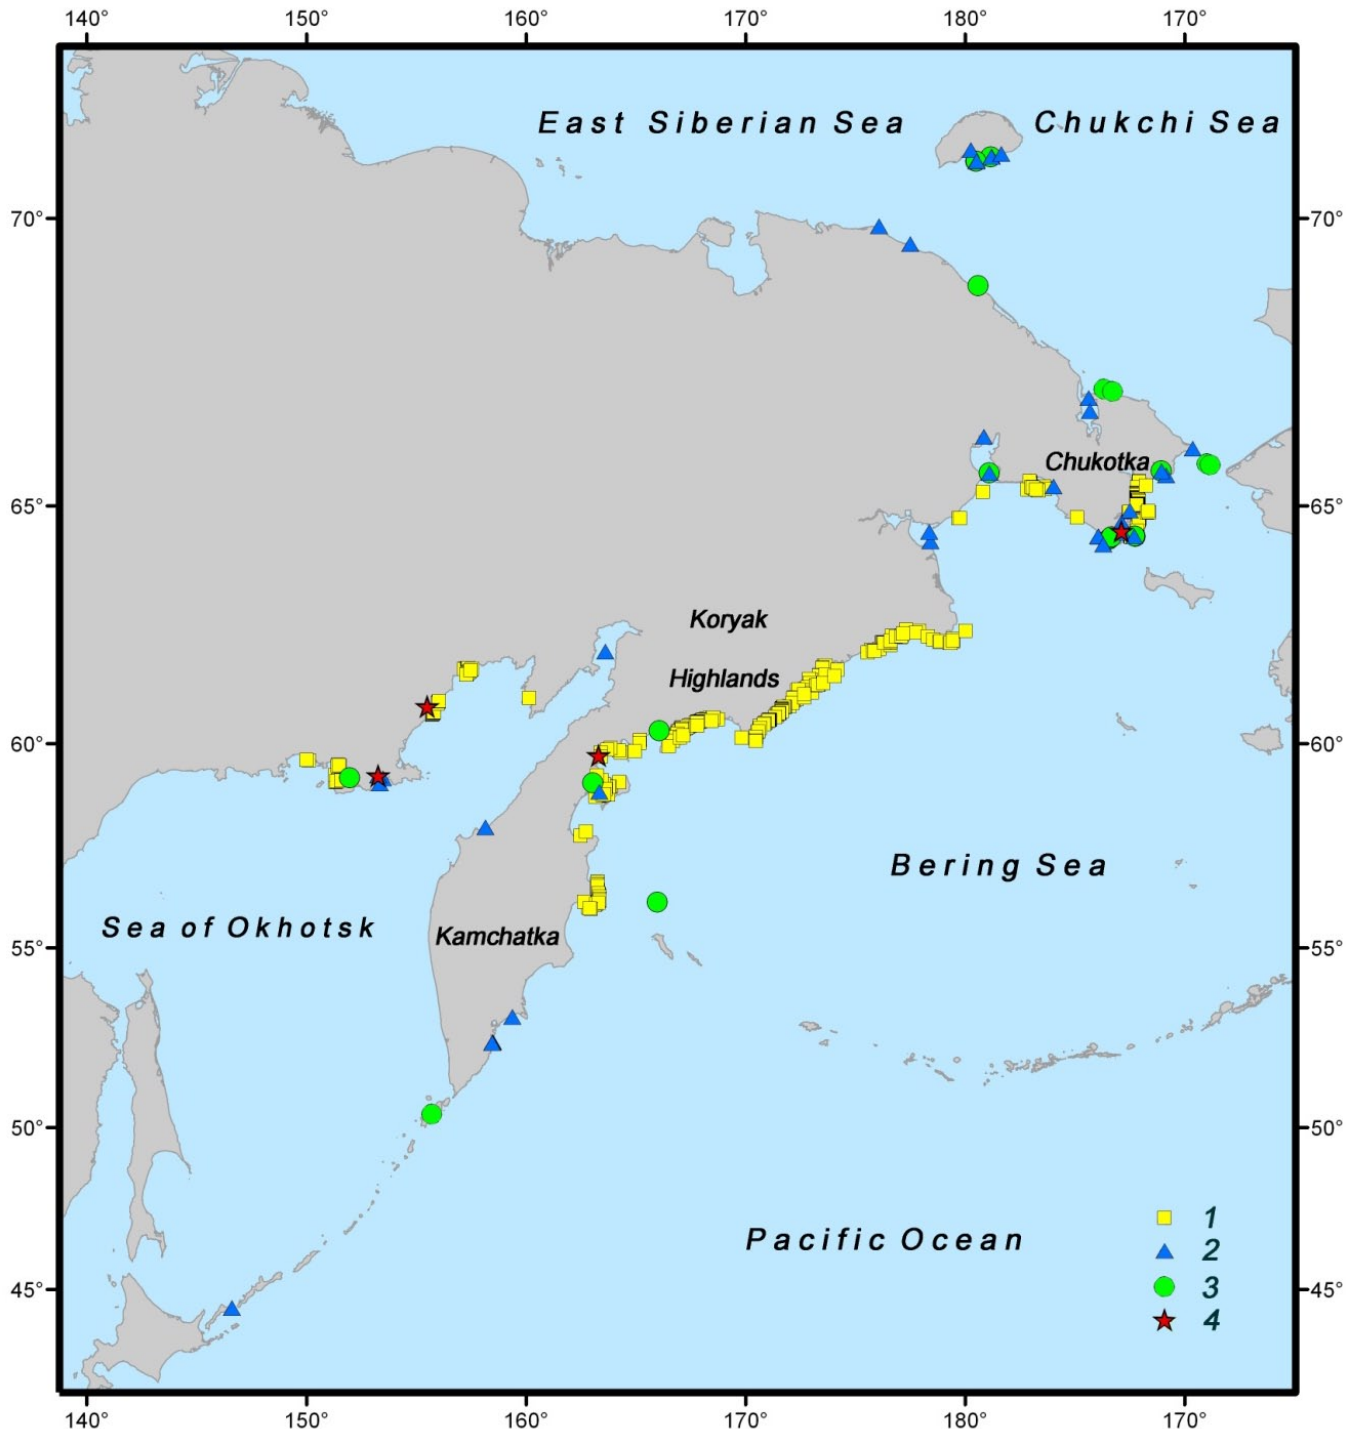 140° 150° 160° 170° 180° 170°
East Siberian Sea Chukchi Sea
70° 70°
Chukotka
65° 65°
Koryak
Highlands
60° 60°
Bering Sea
Sea of Okhotsk
Kamchatka
55° 55°
50° 50°
1
Pacific Ocean
2
3
45° 45°
4
140° 150° 160° 170° 180° 170°